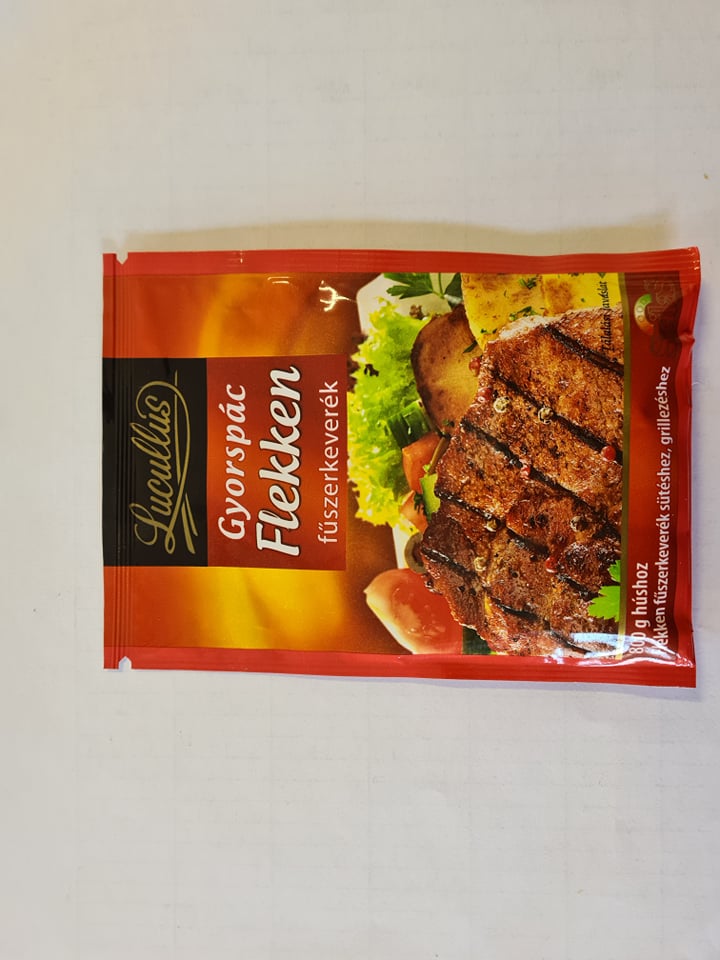 Lucullus
Gyorspác
Flekken
fűszerkeverék
Tálalási javaslat
800 g húshoz
Flekken fűszerkeverék sütéshez, grillezéshez